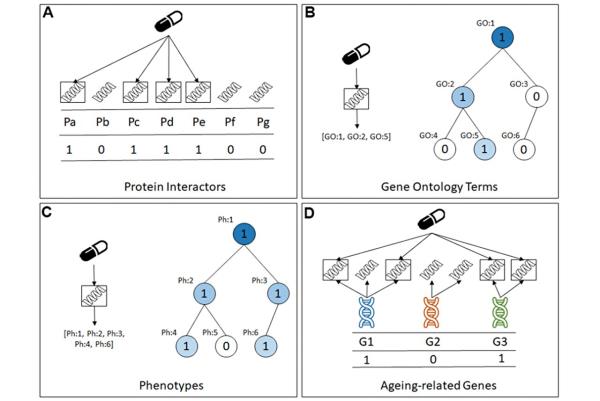 A
Pa Pb Pc Pd Pe Pf Pg
1 0 1 1 1 0 0
Protein Interactors
B
GO:1
1
GO:2 GO:3
1 0
[GO:1, GO:2, GO:5]
GO:4 GO:5 GO:6
0 1 0
Gene Ontology Terms
C
Ph:1
1
Ph:2 Ph:3
1 1
[Ph:1, Ph:2, Ph:3,
Ph:4, Ph:6]
Ph:4 Ph:5 Ph:6
1 0 1
Phenotypes
D
G1 G2 G3
1 0 1
Ageing-related Genes